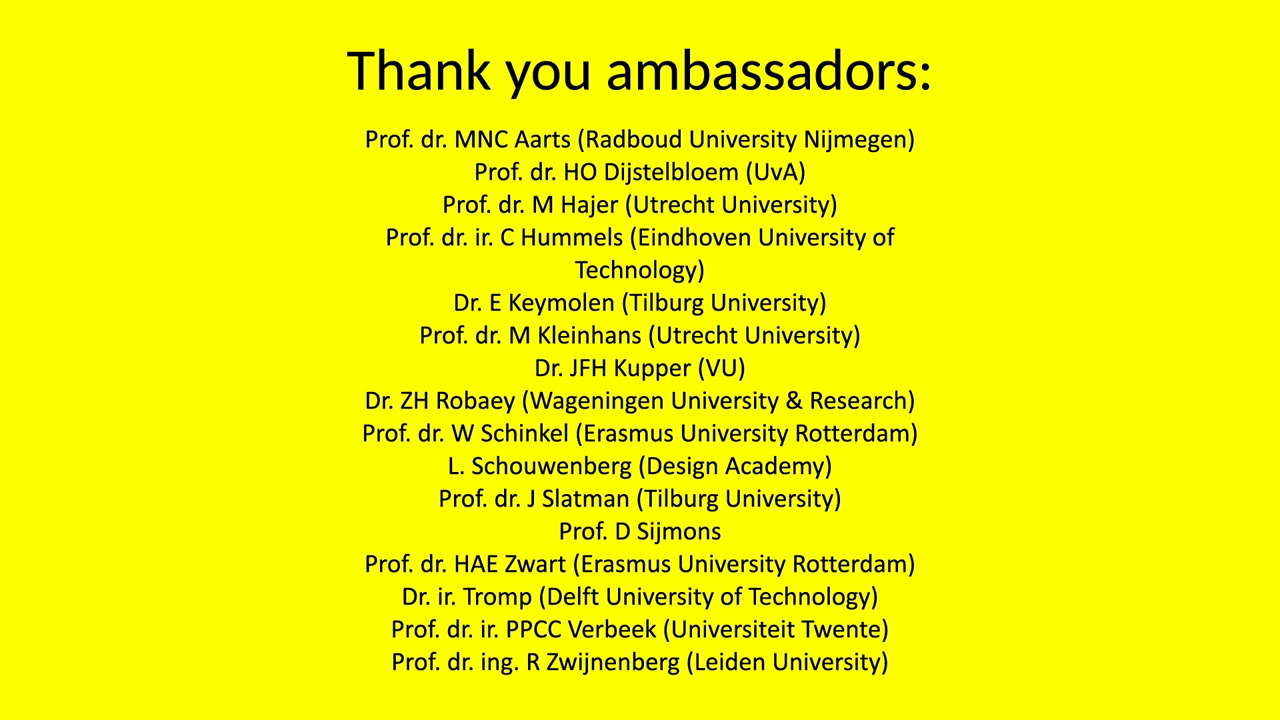 Thank you ambassadors:
Prof. dr. MNC Aarts (Radboud University Nijmegen)
Prof. dr. HO Dijstelbloem (UvA)
Prof. dr. M Hajer (Utrecht University)
Prof. dr. ir. C Hummels (Eindhoven University of
Technology)
Dr. E Keymolen (Tilburg University)
Prof. dr. M Kleinhans (Utrecht University)
Dr. JFH Kupper (VU)
Dr. ZH Robaey (Wageningen University & Research)
Prof. dr. W Schinkel (Erasmus University Rotterdam)
L. Schouwenberg (Design Academy)
Prof. dr. J Slatman (Tilburg University)
Prof. D Sijmons
Prof. dr. HAE Zwart (Erasmus University Rotterdam)
Dr. ir. Tromp (Delft University of Technology)
Prof. dr. ir. PPCC Verbeek (Universiteit Twente)
Prof. dr. ing. R Zwijnenberg (Leiden University)